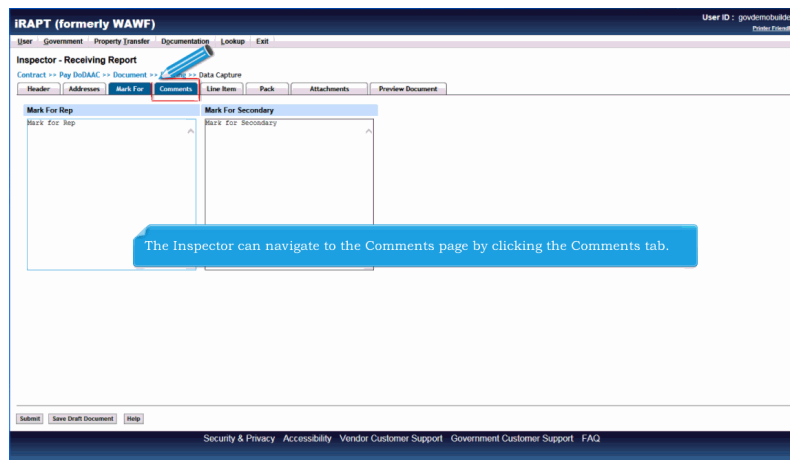 iRAPT (formerly WAWF)
User ID : govdemobuilde
Printer Friendl
User Government Property Transfer Documentation Lookup Exit
Inspector - Receiving Report
Contract >> Pay DoDAAC >> Document >> >> Data Capture
Header Addresses Mark For Comments Line Item Pack Attachments Preview Document
Mark For Rep Mark For Secondary
Mark for Rep Mark for Secondary
The Inspector can navigate to the Comments page by clicking the Comments tab.
Submit Save Draft Document Help
Security & Privacy Accessibility Vendor Customer Support Government Customer Support FAQ